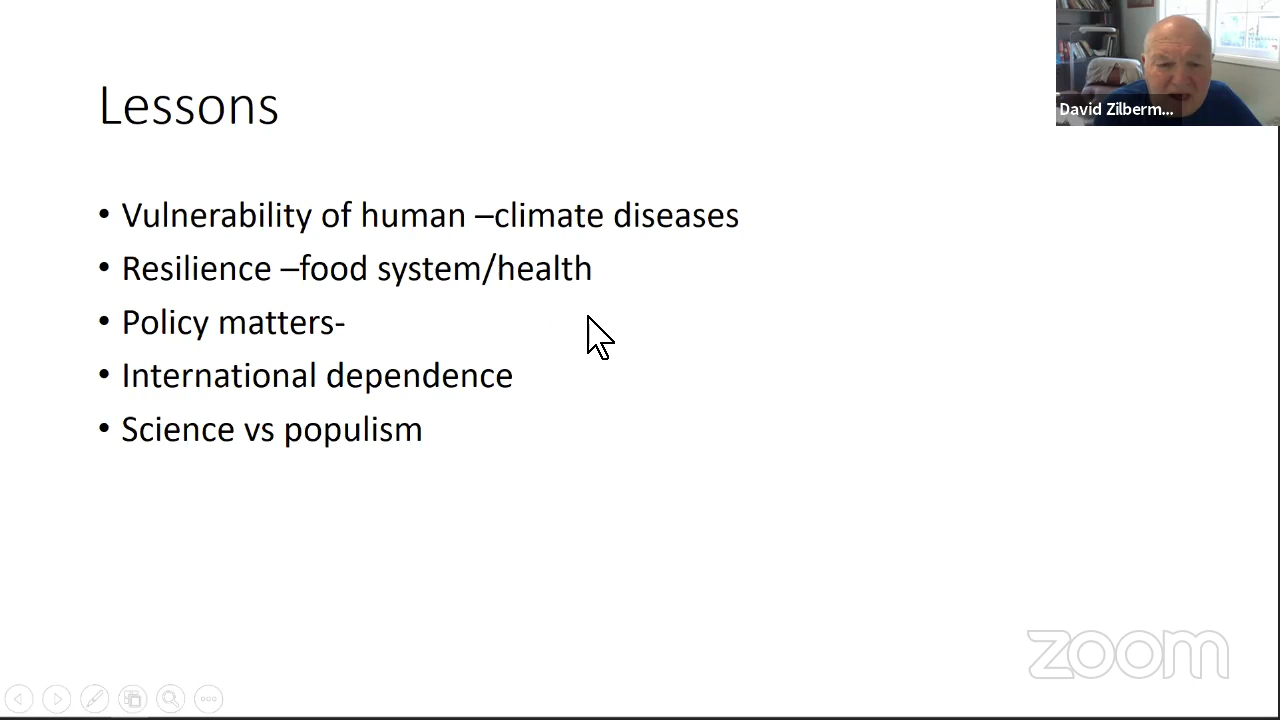 Lessons
• Vulnerability of human –climate diseases
• Resilience –food system/health
• Policy matters-
• International dependence
• Science vs populism
David Zilberm...
zoom